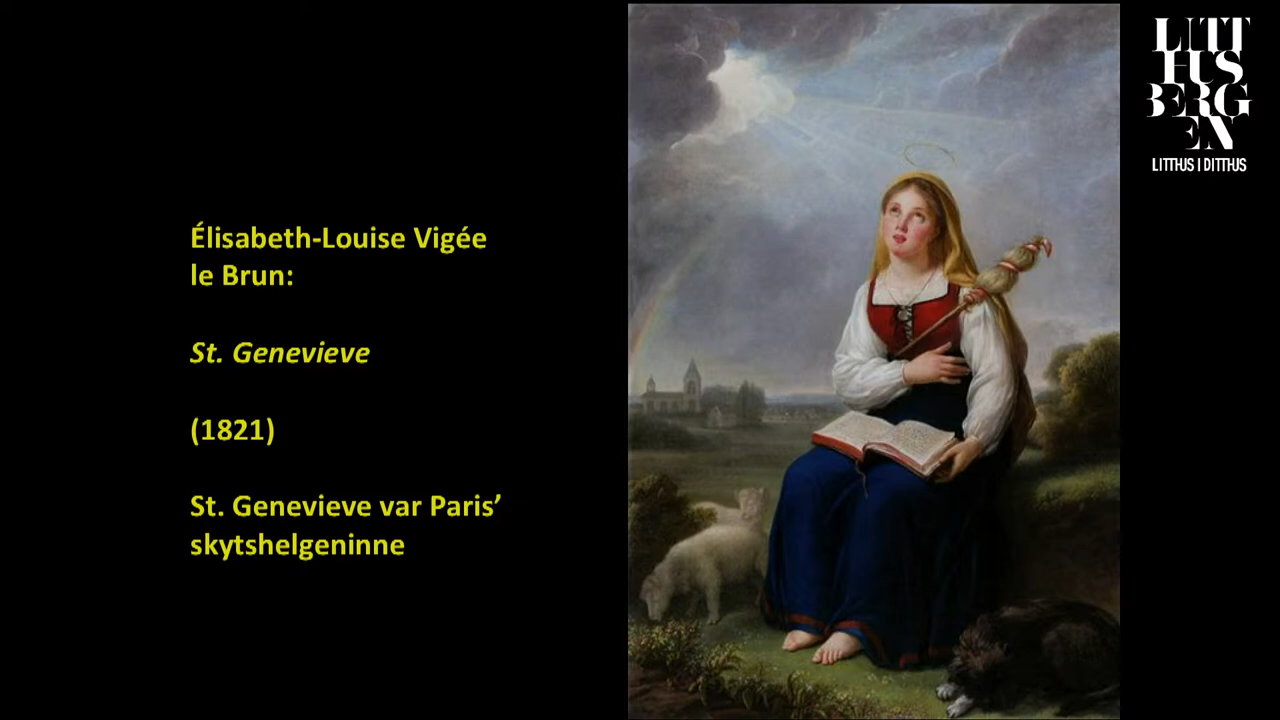 Élisabeth-Louise Vigée
le Brun:
St. Genevieve
(1821)
St. Genevieve var Paris’
skytshelgeninne
LITT
HUS
BERG
EN
LITTHUS I DITTHUS